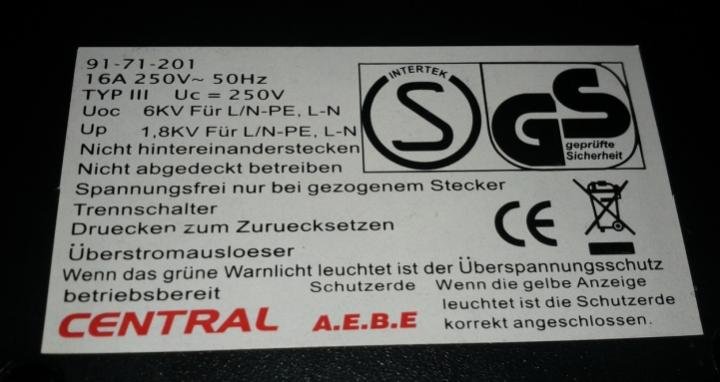 91-71-201
16A 250V~ 50Hz
TYP III Uc = 250V
Uoc 6KV Für L/N-PE, L-N
Up 1,8KV Für L/N-PE, L-N
Nicht hintereinanderstecken
Nicht abgedeckt betreiben
INTERTEK
S
GS
geprüfte
Sicherheit
Spannungsfrei nur bei gezogenem Stecker
Trennschalter
Druecken zum Zuruecksetzen
CE
Überstromausloeser
Wenn das grüne Warnlicht leuchtet ist der Überspannungsschutz
betriebsbereit
Schutzerde Wenn die gelbe Anzeige
leuchtet ist die Schutzerde
korrekt angeschlossen.
CENTRAL A.E.B.E